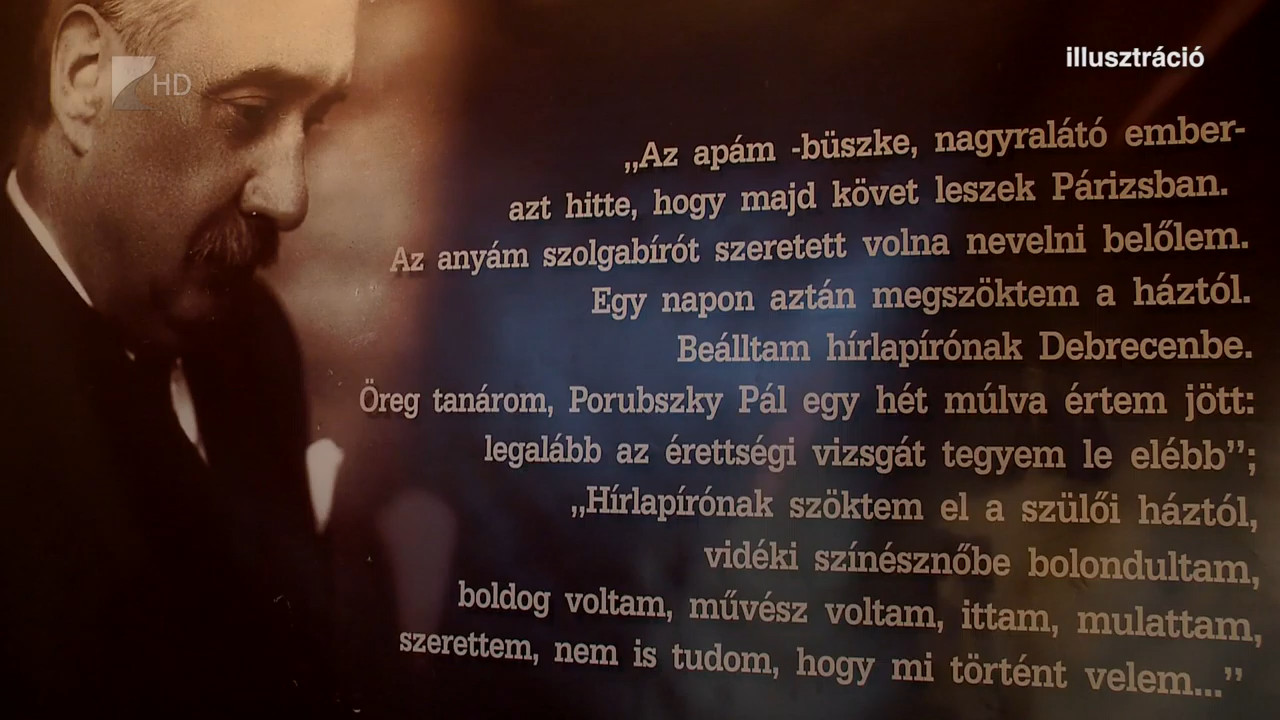 HD
illusztráció
„Az apám -büszke, nagyralátó ember-
azt hitte, hogy majd követ leszek Párizsban.
Az anyám szolgabírót szeretett volna nevelni belőlem.
Egy napon aztán megszöktem a háztól.
Beálltam hírlapírónak Debrecenbe.
Öreg tanárom, Porubszky Pál egy hét múlva értem jött:
legalább az érettségi vizsgát tegyem le elébb”;
„Hírlapírónak szöktem el a szülői háztól,
vidéki színésznőbe bolondultam,
boldog voltam, művész voltam, ittam, mulattam,
szerettem, nem is tudom, hogy mi történt velem...”